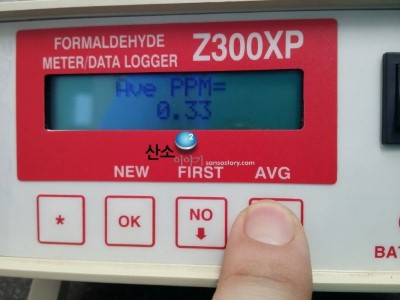 FORMALDEHYDE
METER/DATA LOGGER
Z300XP
Ave PPM=
0.33
산소 2
이야기 sansostory.com
NEW FIRST AVG
*
OK
NO
BAT